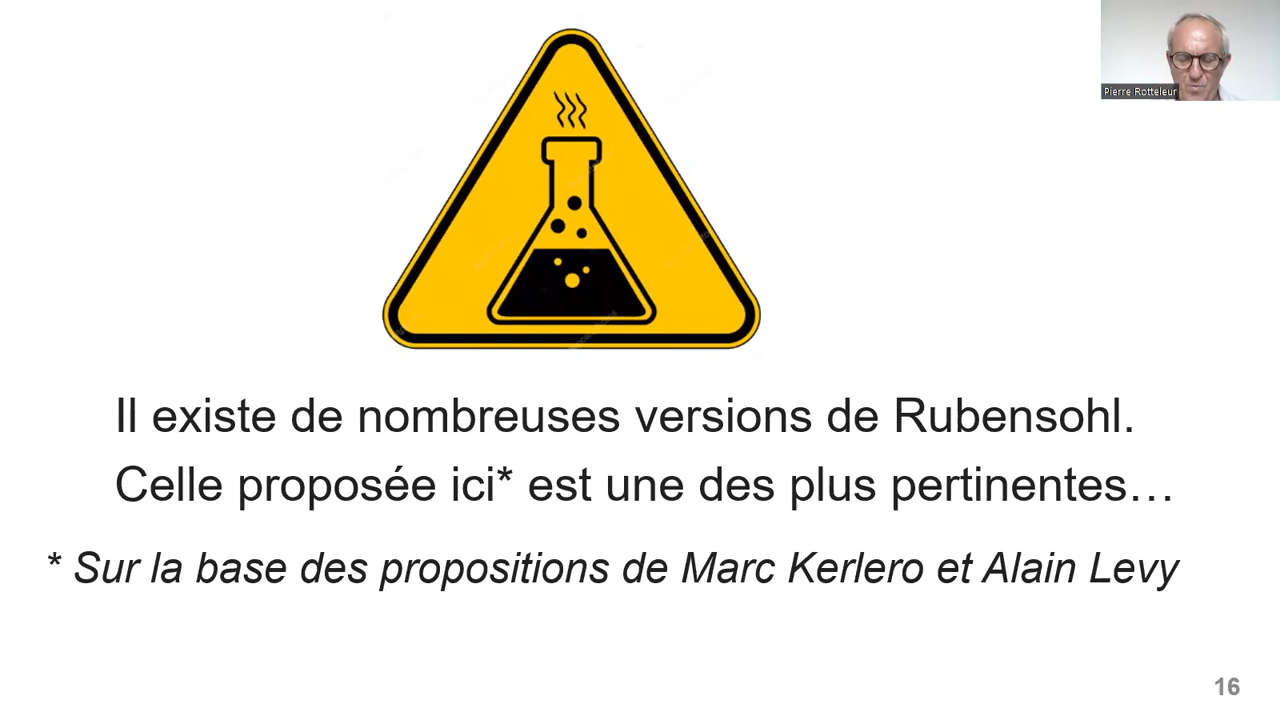 Pierre Rotteleur
Il existe de nombreuses versions de Rubensohl.
Celle proposée ici* est une des plus pertinentes…
* Sur la base des propositions de Marc Kerlero et Alain Levy
16